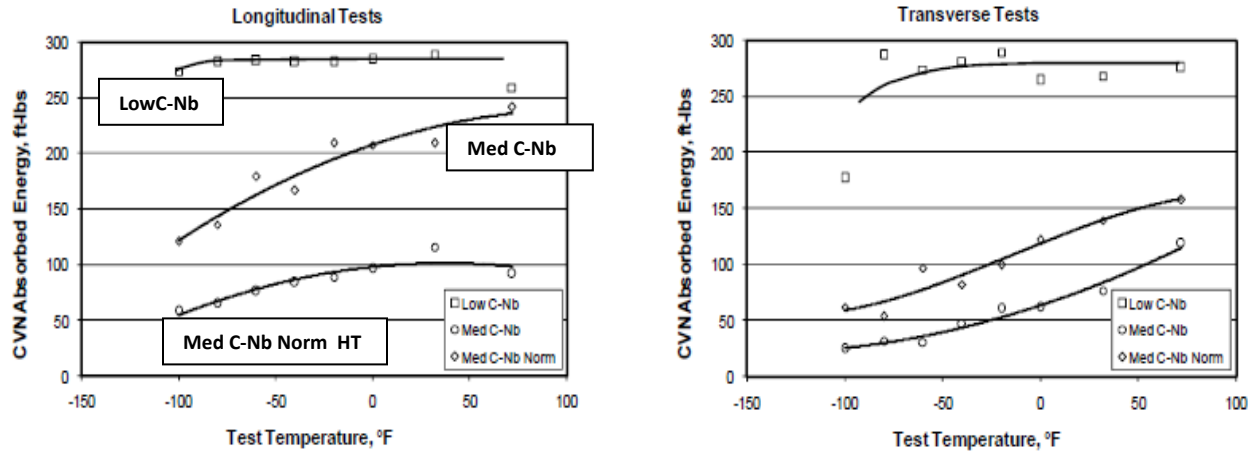 Longitudinal Tests
300
250
200
150
100
50
0
-150
-100
-50
0
50
100
CVN Absorbed Energy, ft-lbs
Test Temperature, ºF
LowC-Nb
Med C-Nb
Med C-Nb Norm HT
Low C-Nb
Med C-Nb
Med C-Nb Norm
Transverse Tests
300
250
200
150
100
50
0
-150
-100
-50
0
50
100
CVN Absorbed Energy, ft-lbs
Test Temperature, ºF
Low C-Nb
Med C-Nb
Med C-Nb Norm